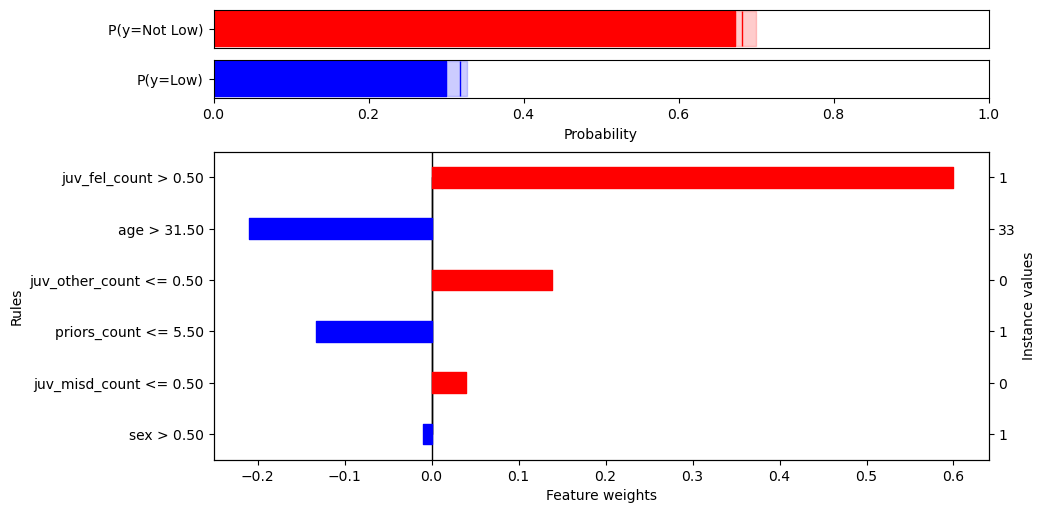 P(y=Not Low)
P(y=Low)
0.0 0.2 0.4 0.6 0.8 1.0
Probability
juv_fel_count > 0.50 1
age > 31.50 33
juv_other_count <= 0.50 0
priors_count <= 5.50 1
juv_misd_count <= 0.50 0
sex > 0.50 1
Rules
Instance values
−0.2 −0.1 0.0 0.1 0.2 0.3 0.4 0.5 0.6
Feature weights